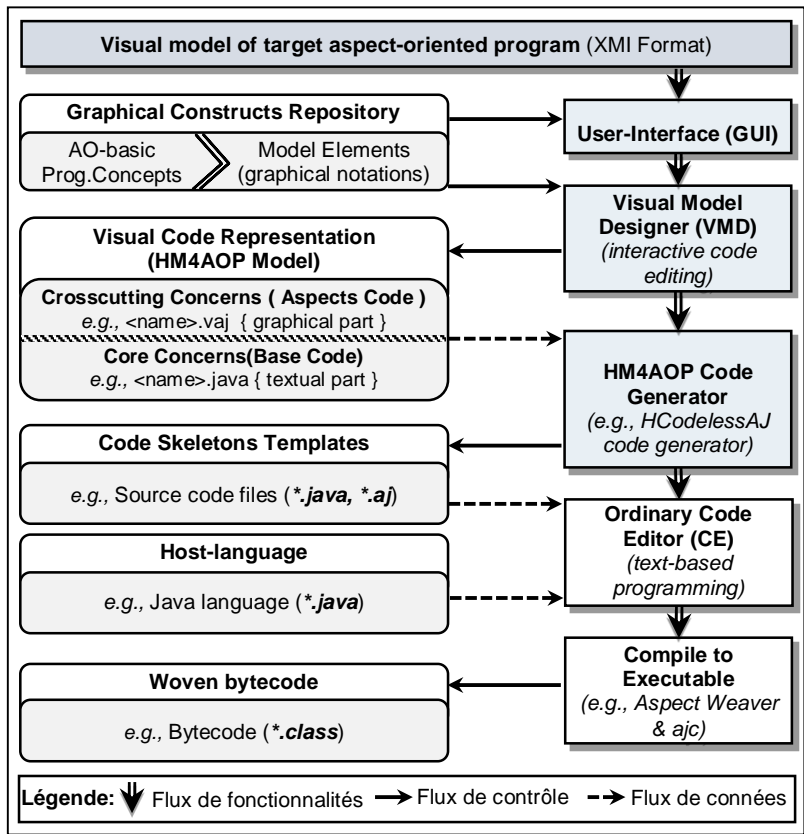 Visual model of target aspect-oriented program (XMI Format)
Graphical Constructs Repository
AO-basic
Prog.Concepts
Model Elements
(graphical notations)
User-Interface (GUI)
Visual Model
Designer (VMD)
(interactive code
editing)
Visual Code Representation
(HM4AOP Model)
Crosscutting Concerns ( Aspects Code )
e.g., <name>.vaj { graphical part }
Core Concerns(Base Code)
e.g., <name>.java { textual part }
HM4AOP Code
Generator
(e.g., HCodelessAJ
code generator)
Code Skeletons Templates
e.g., Source code files (*.java, *.aj)
Ordinary Code
Editor (CE)
(text-based
programming)
Host-language
e.g., Java language (*.java)
Compile to
Executable
(e.g., Aspect Weaver
& ajc)
Woven bytecode
e.g., Bytecode (*.class)
Légende: Flux de fonctionnalités Flux de contrôle Flux de connées